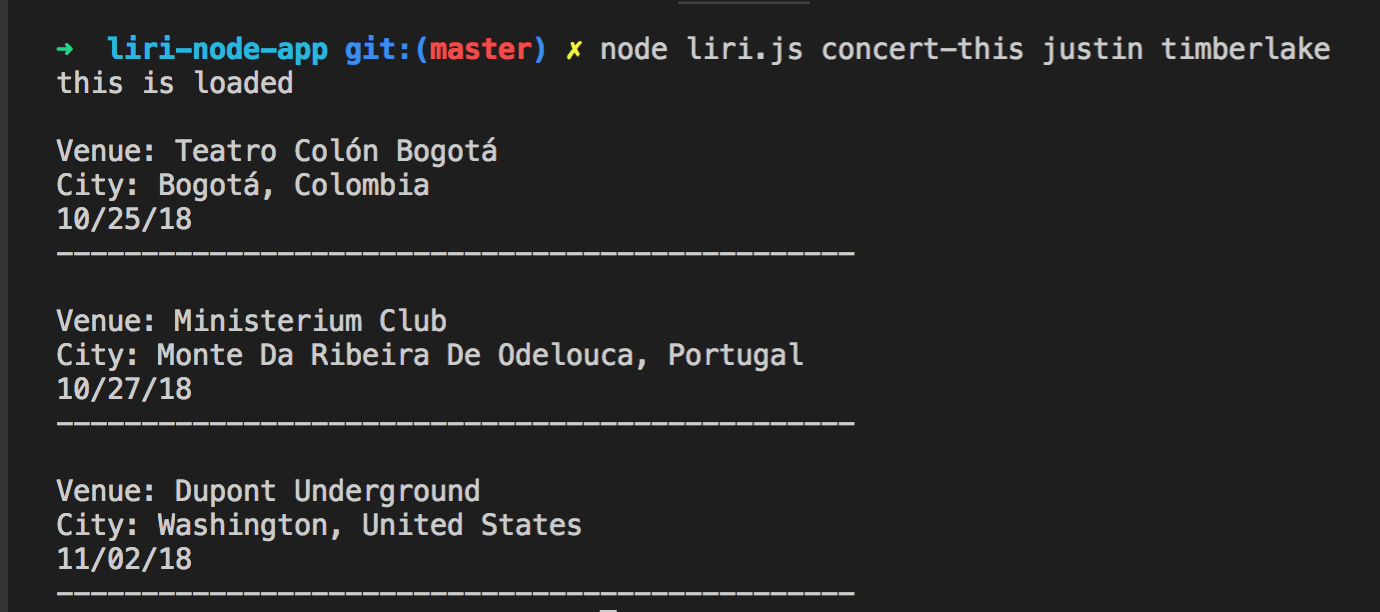 ➜  liri-node-app git:(master) ✗ node liri.js concert-this justin timberlake
this is loaded
Venue: Teatro Colón Bogotá
City: Bogotá, Colombia
10/25/18
-----------------------------------------------
Venue: Ministerium Club
City: Monte Da Ribeira De Odelouca, Portugal
10/27/18
-----------------------------------------------
Venue: Dupont Underground
City: Washington, United States
11/02/18
-----------------------------------------------